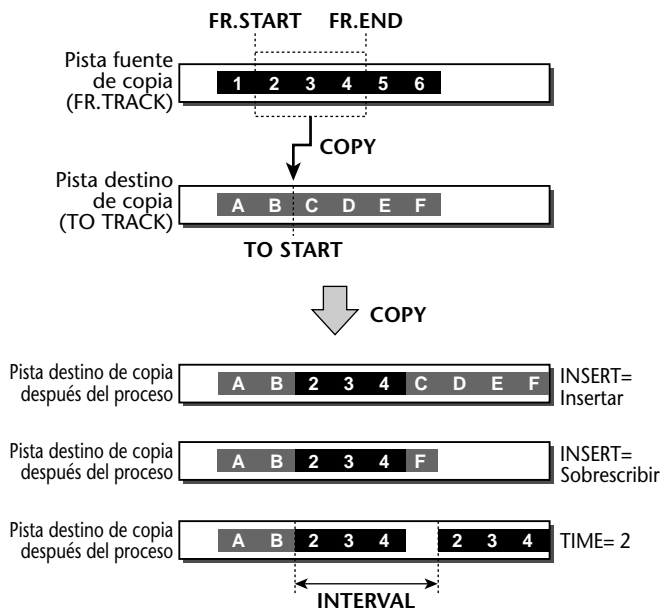 FR.START FR.END
Pista fuente
de copia
(FR.TRACK)
1 2 3 4 5 6
COPY
Pista destino
de copia
(TO TRACK)
A B C D E F
TO START
COPY
Pista destino de copia
después del proceso
A B 2 3 4 C D E F
INSERT=
Insertar
Pista destino de copia
después del proceso
A B 2 3 4 F
INSERT=
Sobrescribir
Pista destino de copia
después del proceso
A B 2 3 4 2 3 4
TIME= 2
INTERVAL